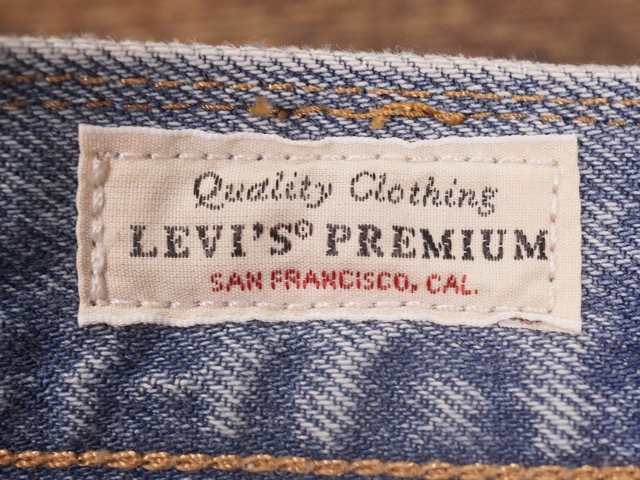 Quality Clothing
LEVI'S® PREMIUM
SAN FRANCISCO, CAL.